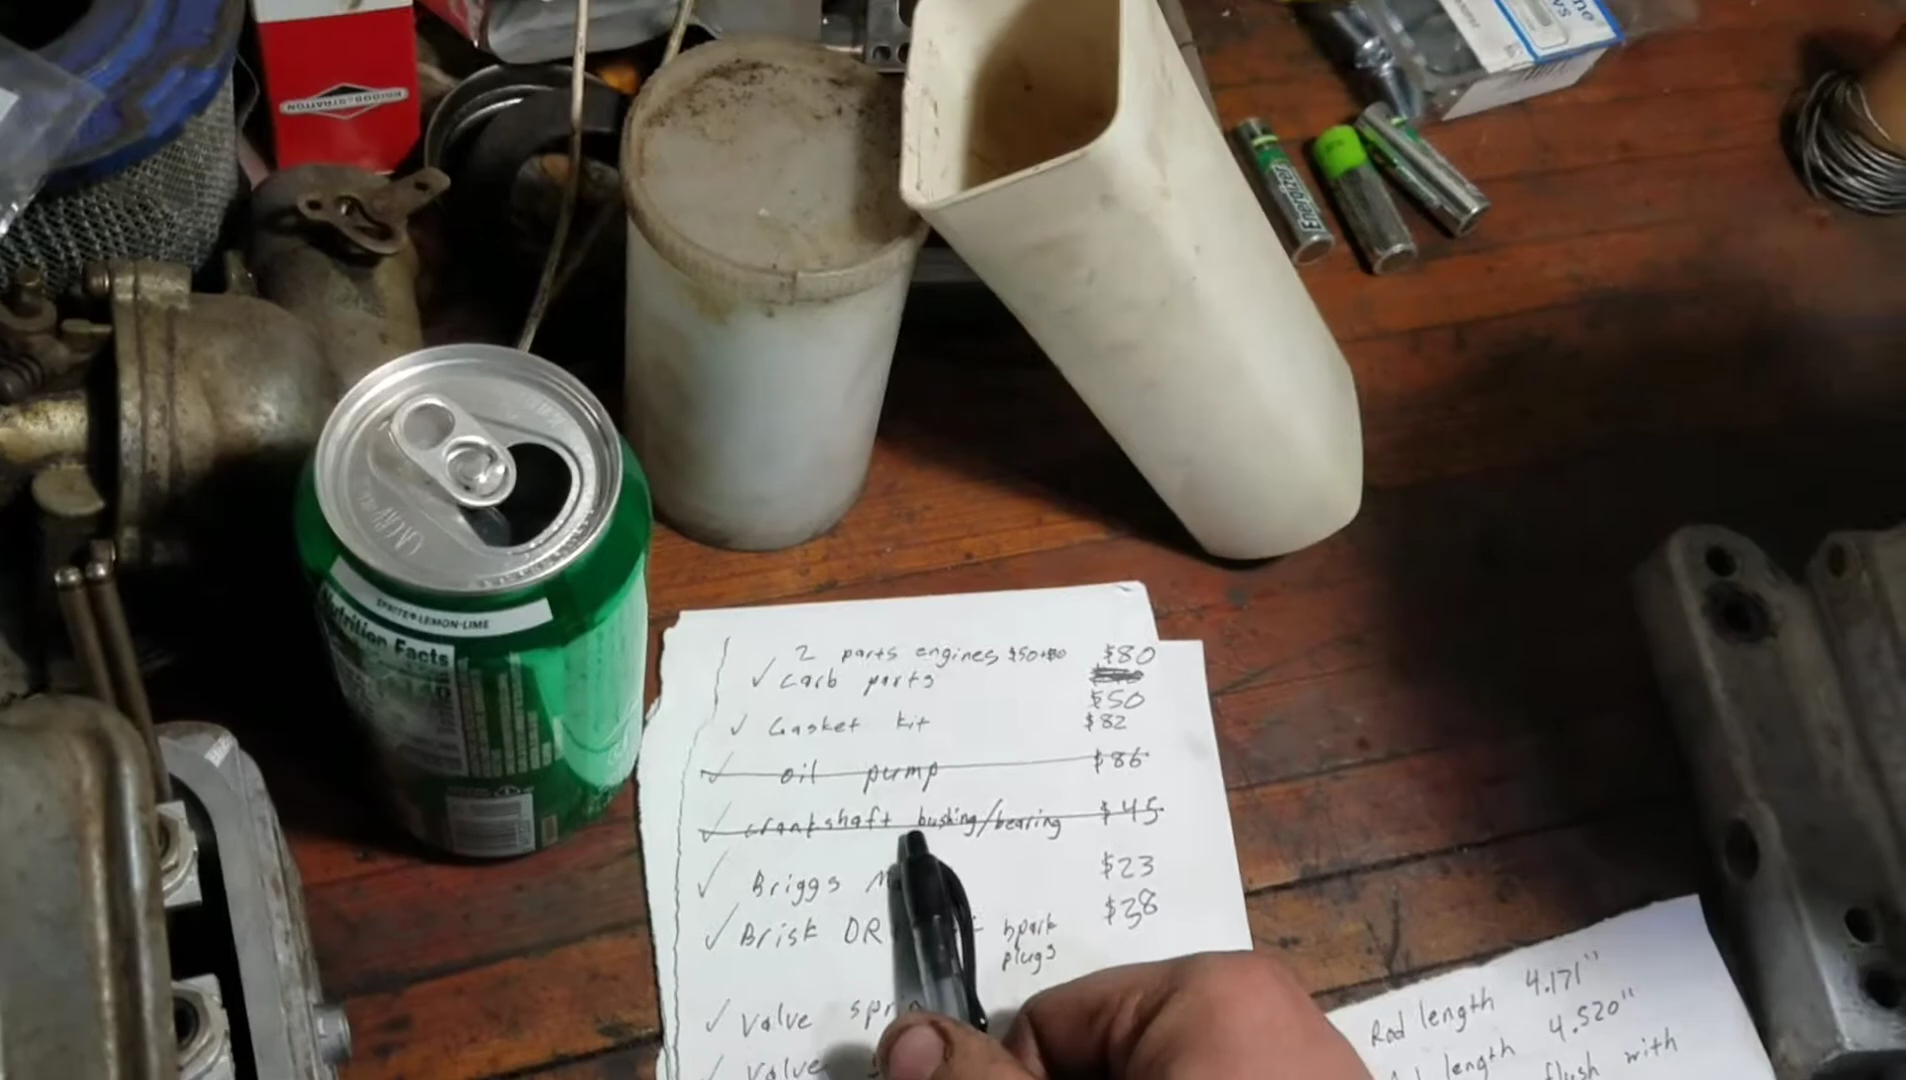 BRIGGS & STRATTON
Energizer
SPRITE® LEMON-LIME
Nutrition Facts
2 parts engines $50+30 $80
✓ Carb parts
$50
✓ Gasket kit $82
✓ oil pump $86
✓ crankshaft bushing/bearing $45
✓ Briggs $23
✓ Brisk DR spark $38
plugs
✓ Valve
Valve
Rod length 4.171"
length 4.520"
flush with